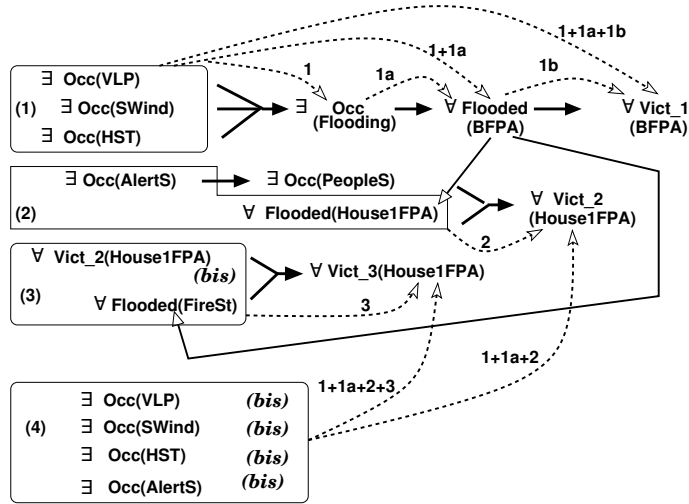 1+1a+1b
1+1a
∃ Occ(VLP)
1
1a
1b
(1) ∃ Occ(SWind)
∃ Occ
(Flooding)
∀ Flooded
(BFPA)
∀ Vict_1
(BFPA)
∃ Occ(HST)
∃ Occ(AlertS)
∃ Occ(PeopleS)
(2)
∀ Flooded(House1FPA)
∀ Vict_2
(House1FPA)
2
∀ Vict_2(House1FPA)
(bis)
∀ Vict_3(House1FPA)
(3)
∀ Flooded(FireSt)
3
1+1a+2
1+1a+2+3
∃ Occ(VLP) (bis)
(4) ∃ Occ(SWind) (bis)
∃ Occ(HST) (bis)
∃ Occ(AlertS) (bis)